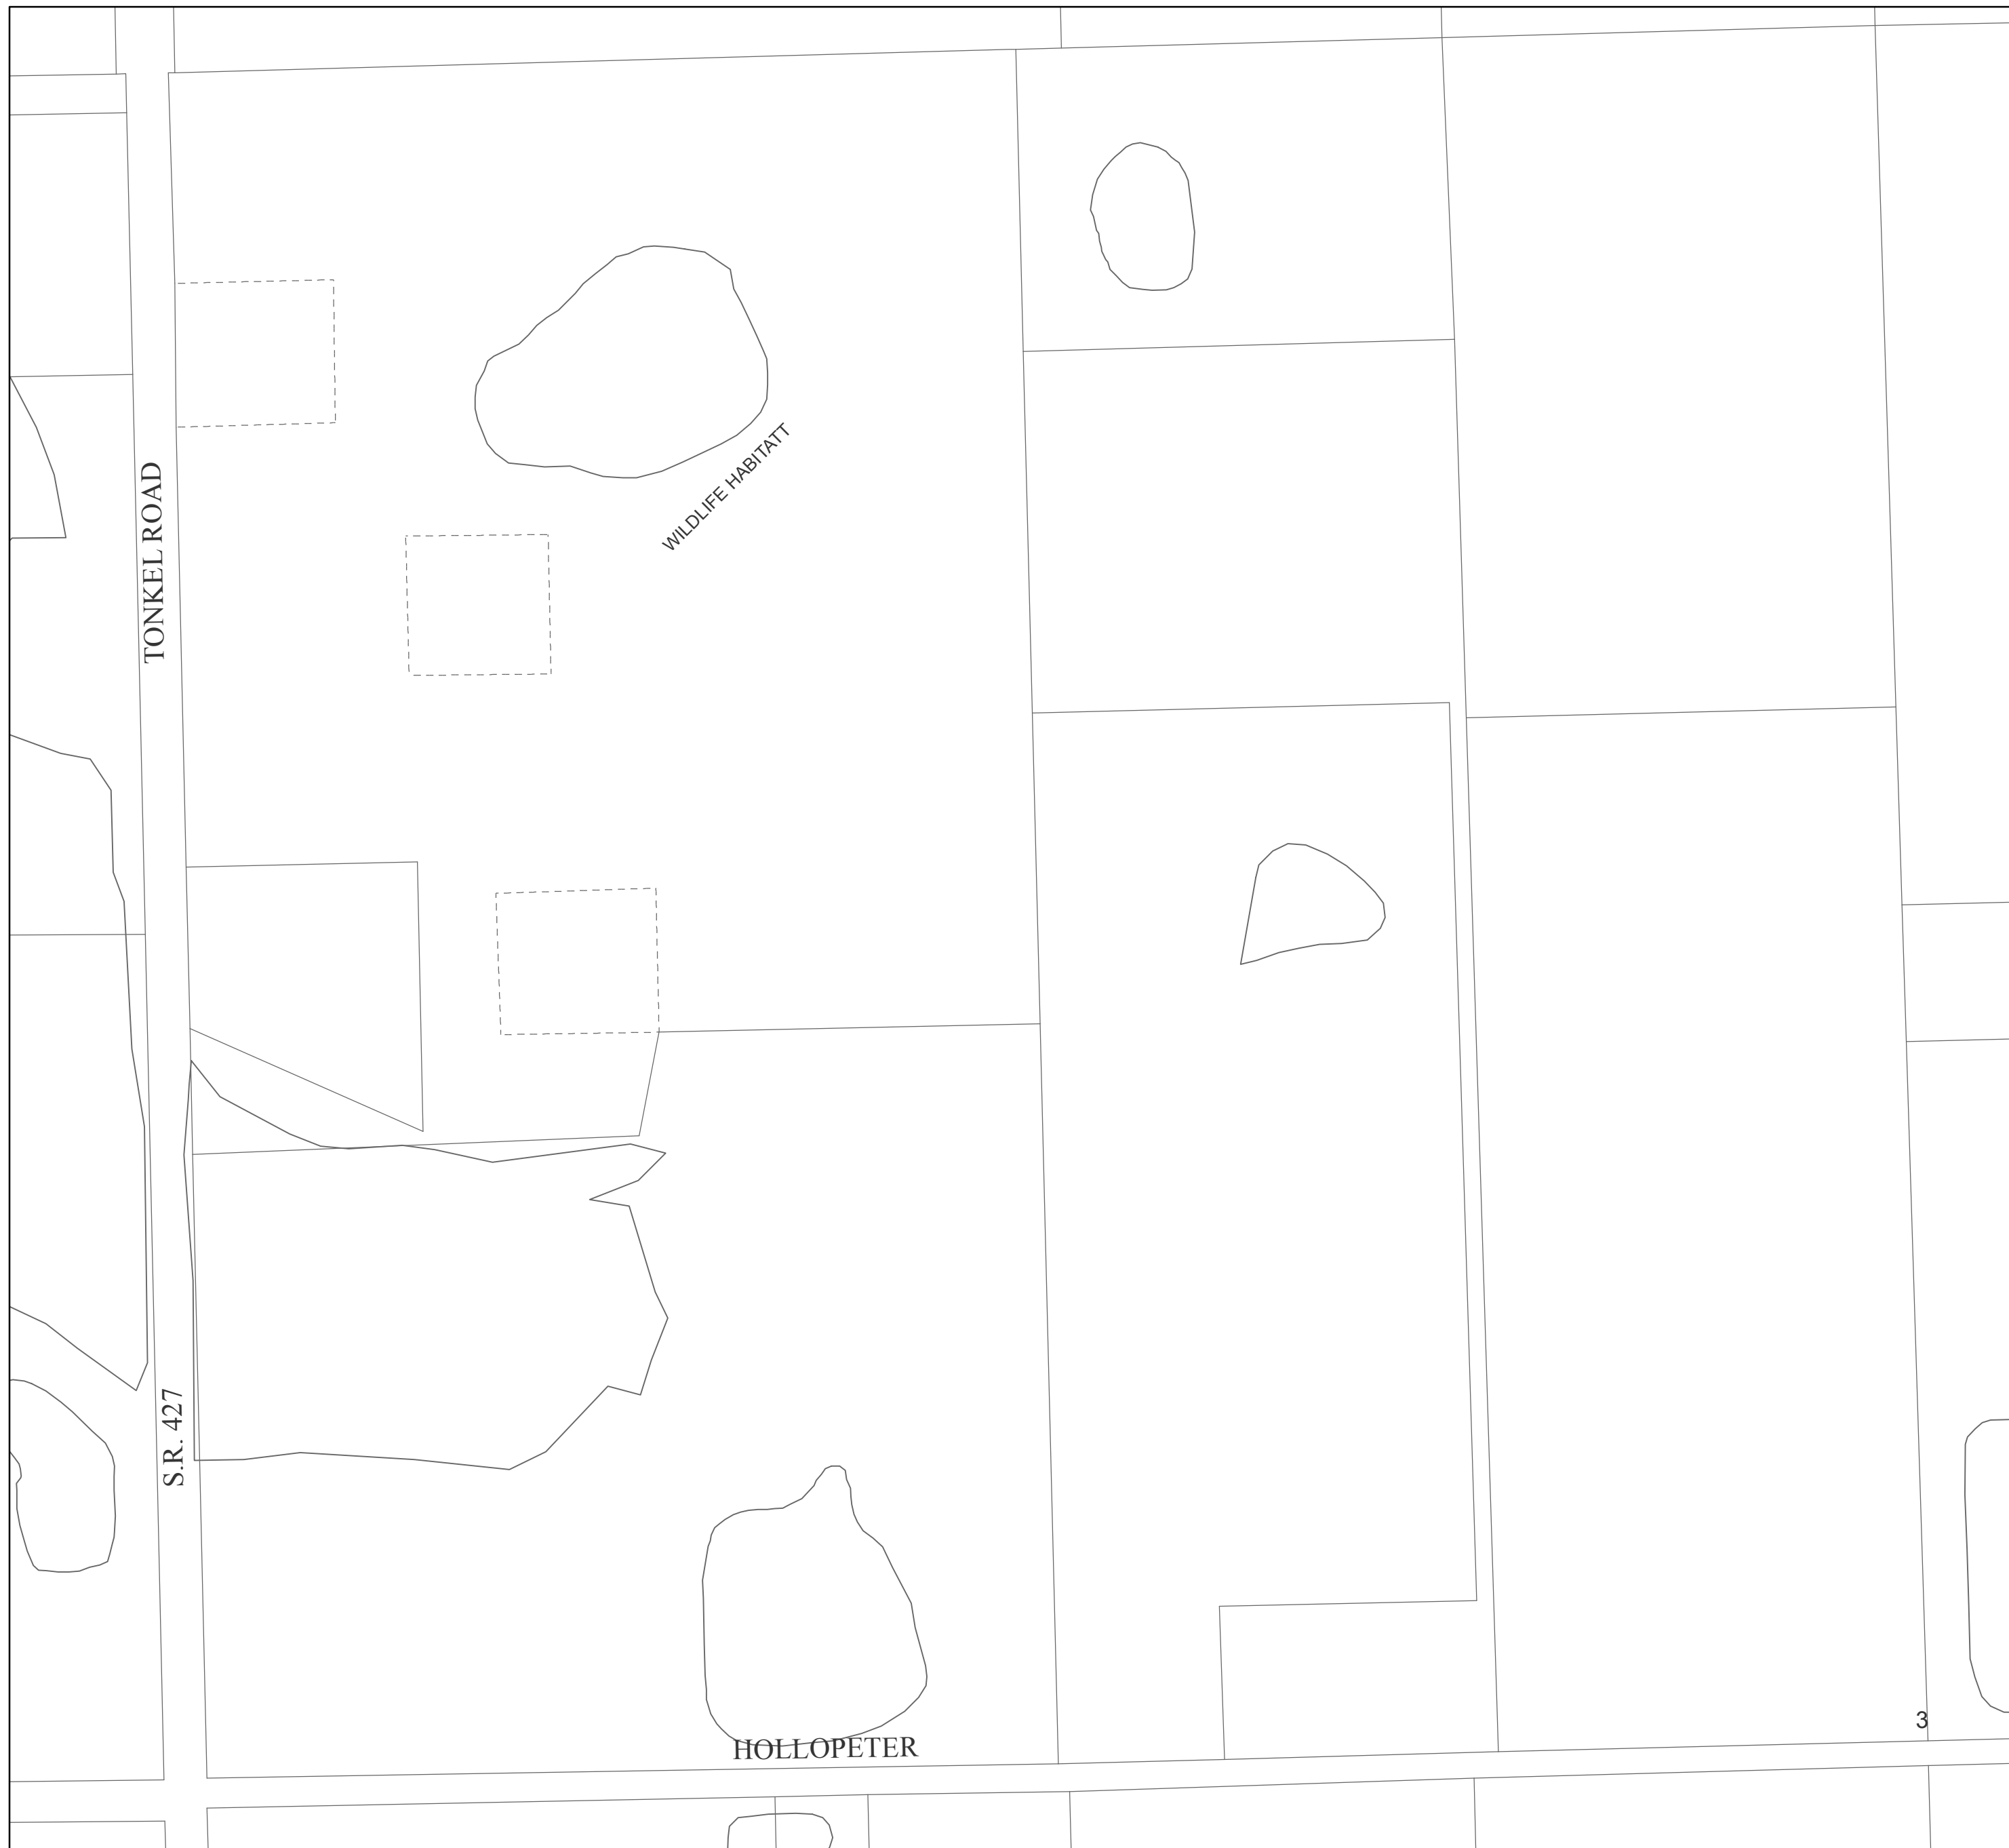 WILDLIFE HABITATT
TONKEL ROAD
S.R. 427
3
HOLLOPETER